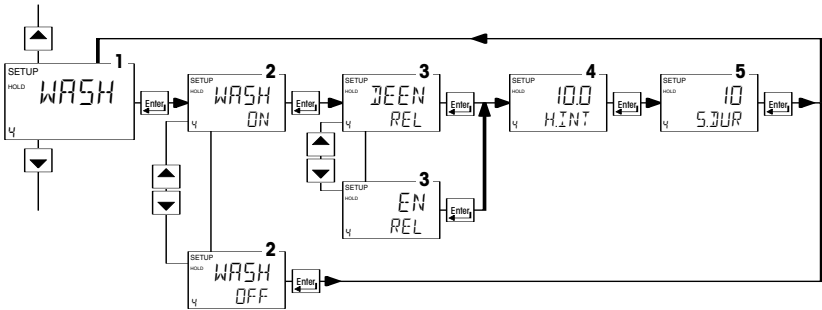 1
SETUP
HOLD
WASH
4
Enter
2
SETUP
HOLD
WASH
ON
4
Enter
3
SETUP
HOLD
DEEN
REL
4
Enter
4
SETUP
HOLD
10.0
H.INT
4
Enter
5
SETUP
HOLD
10
S.DUR
4
Enter
3
SETUP
HOLD
EN
REL
4
Enter
2
SETUP
HOLD
WASH
OFF
4
Enter